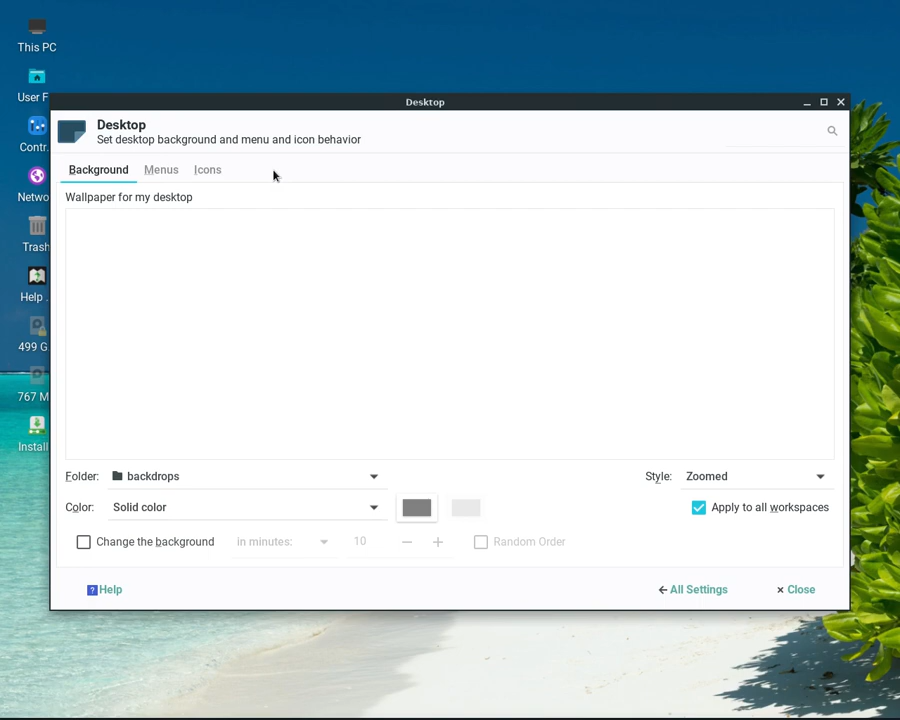 This PC
User F
Contr.
Netwo
Trash
Help .
499 G.
767 M
Install
Desktop
Desktop
Set desktop background and menu and icon behavior
Background Menus Icons
Wallpaper for my desktop
Folder: backdrops Style: Zoomed
Color: Solid color Apply to all workspaces
Change the background in minutes: 10 Random Order
? Help All Settings × Close